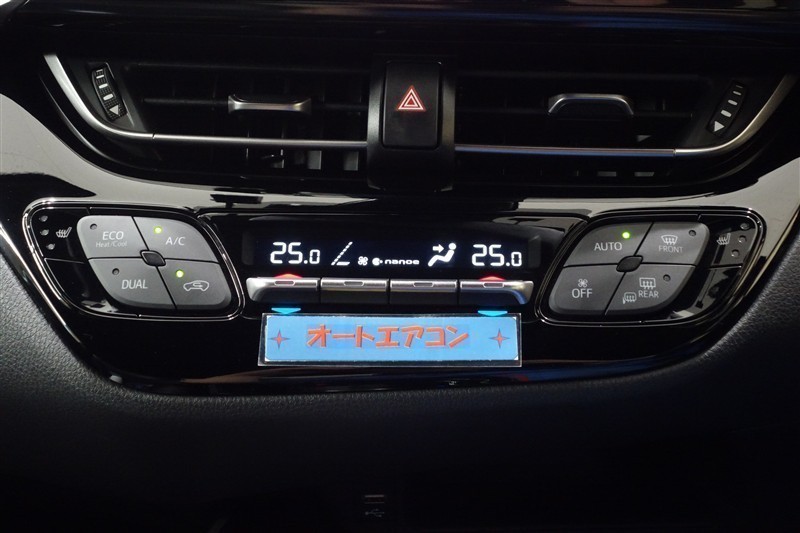 ECO
Heat/Cool
A/C
DUAL
25.0
nanoe
25.0
AUTO
FRONT
OFF
REAR
オートエアコン